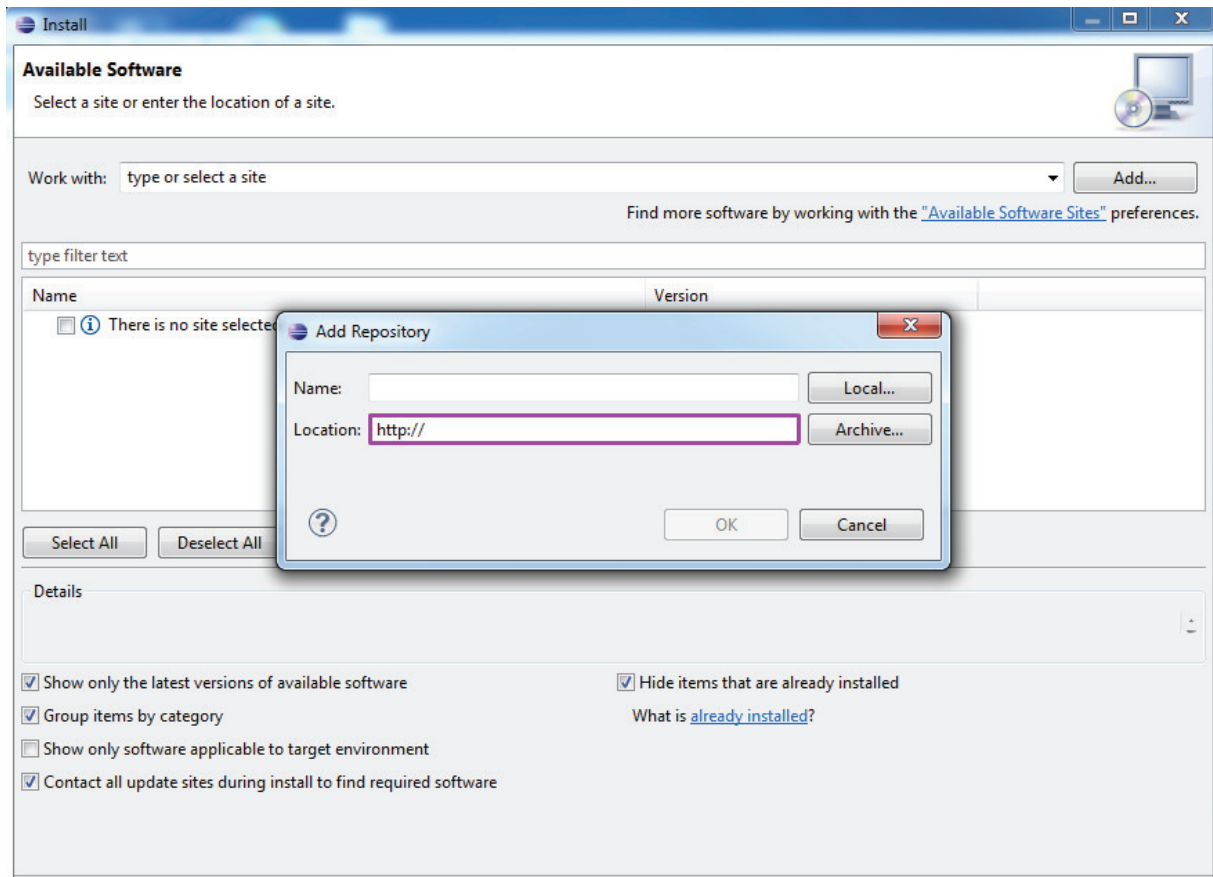 Install
Available Software
Select a site or enter the location of a site.
Work with: type or select a site Add...
Find more software by working with the "Available Software Sites" preferences.
type filter text
Name Version
There is no site selected
Add Repository
Name: Local...
Location: http:// Archive...
OK Cancel
Select All Deselect All
Details
Show only the latest versions of available software Hide items that are already installed
Group items by category What is already installed?
Show only software applicable to target environment
Contact all update sites during install to find required software